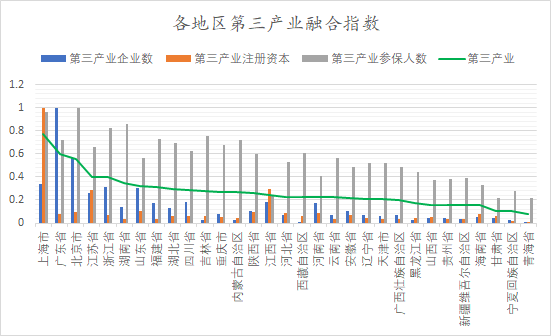 各地区第三产业融合指数
第三产业企业数 第三产业注册资本 第三产业参保人数 第三产业
1.2
1
0.8
0.6
0.4
0.2
0
上海市
广东省
北京市
江苏省
浙江省
湖南省
山东省
福建省
湖北省
四川省
吉林省
重庆市
内蒙古自治区
陕西省
江西省
河北省
西藏自治区
河南省
云南省
安徽省
辽宁省
天津市
广西壮族自治区
黑龙江省
山西省
贵州省
新疆维吾尔自治区
海南省
甘肃省
宁夏回族自治区
青海省